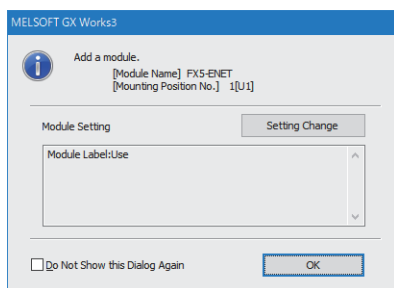 MELSOFT GX Works3
Add a module.
[Module Name] FX5-ENET
[Mounting Position No.] 1[U1]
Module Setting
Setting Change
Module Label:Use
Do Not Show this Dialog Again
OK